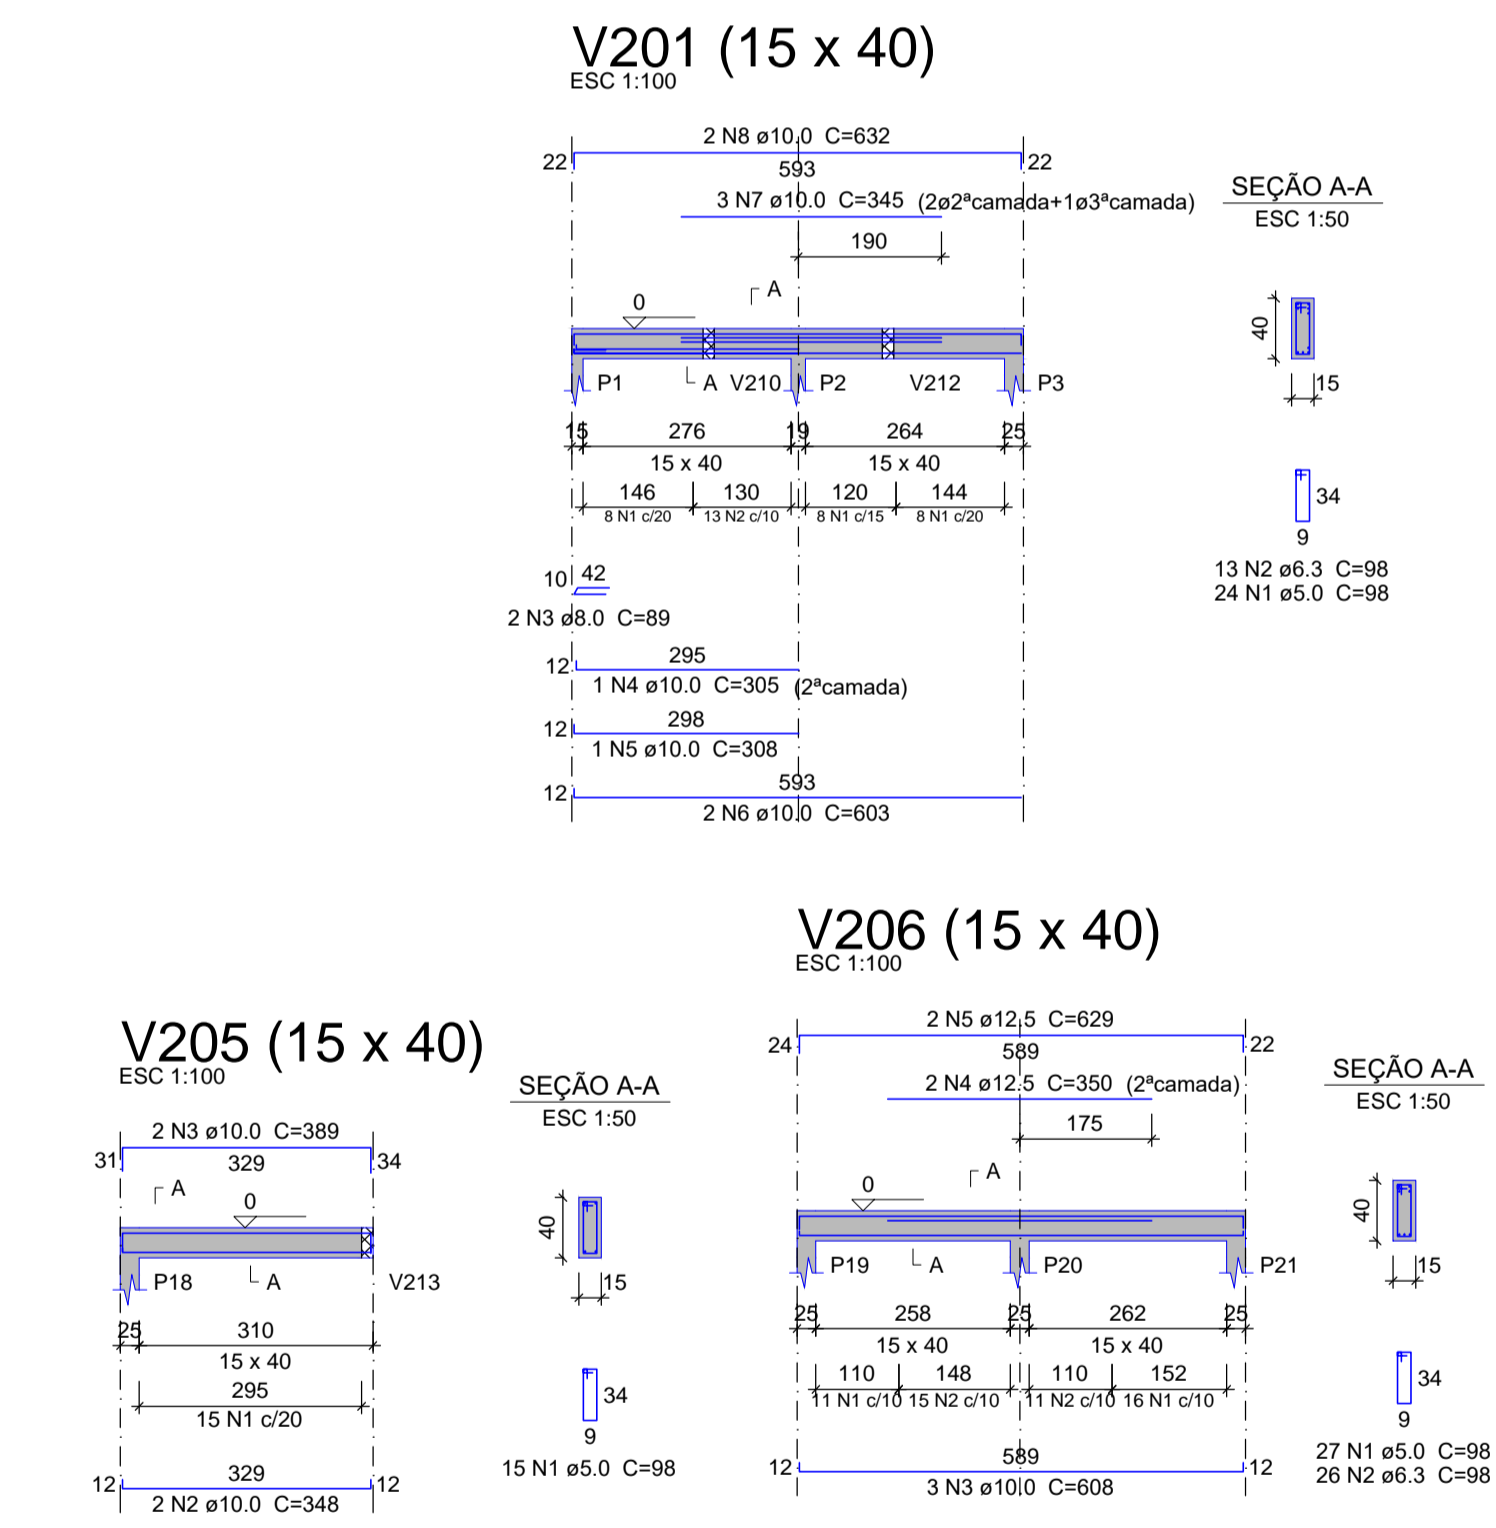 V201 (15 x 40)
ESC 1:100
2 N8 ø10.0  C=632
22
22
593
3 N7 ø10.0  C=345 (2ø2ªcamada+1ø3ªcamada)
190
A
0
P1
A
V210
P2
V212
P3
15
276
19
264
25
15 x 40
15 x 40
146
130
120
144
8 N1 c/20
13 N2 c/10
8 N1 c/15
8 N1 c/20
10
42
2 N3 ø8.0  C=89
12
295
1 N4 ø10.0  C=305 (2ªcamada)
12
298
1 N5 ø10.0  C=308
12
593
2 N6 ø10.0  C=603
SEÇÃO A-A
ESC 1:50
40
15
34
9
13 N2 ø6.3  C=98
24 N1 ø5.0  C=98
V205 (15 x 40)
ESC 1:100
2 N3 ø10.0  C=389
31
329
34
A
0
P18
A
V213
25
310
15 x 40
295
15 N1 c/20
12
329
12
2 N2 ø10.0  C=348
SEÇÃO A-A
ESC 1:50
40
15
34
9
15 N1 ø5.0  C=98
V206 (15 x 40)
ESC 1:100
2 N5 ø12.5  C=629
24
22
589
2 N4 ø12.5  C=350 (2ªcamada)
175
A
0
P19
A
P20
P21
25
258
25
262
25
15 x 40
15 x 40
110
148
110
152
11 N1 c/10
15 N2 c/10
11 N2 c/10
16 N1 c/10
12
589
12
3 N3 ø10.0  C=608
SEÇÃO A-A
ESC 1:50
40
15
34
9
27 N1 ø5.0  C=98
26 N2 ø6.3  C=98